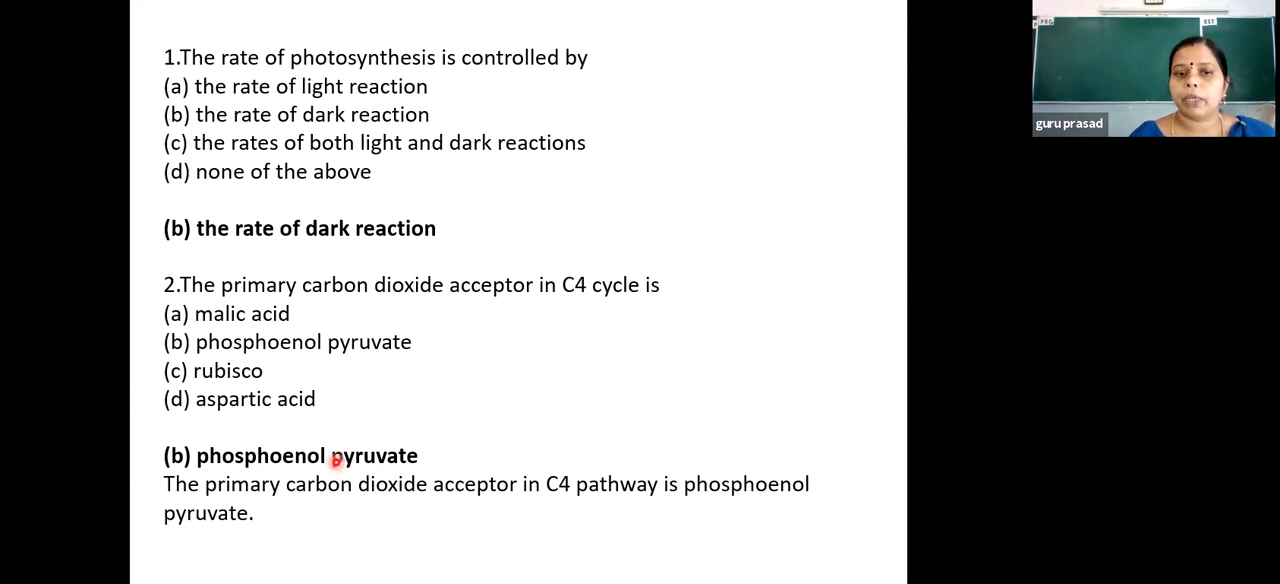 1.The rate of photosynthesis is controlled by
(a) the rate of light reaction
(b) the rate of dark reaction
(c) the rates of both light and dark reactions
(d) none of the above
(b) the rate of dark reaction
2.The primary carbon dioxide acceptor in C4 cycle is
(a) malic acid
(b) phosphoenol pyruvate
(c) rubisco
(d) aspartic acid
(b) phosphoenol pyruvate
The primary carbon dioxide acceptor in C4 pathway is phosphoenol
pyruvate.
guru prasad